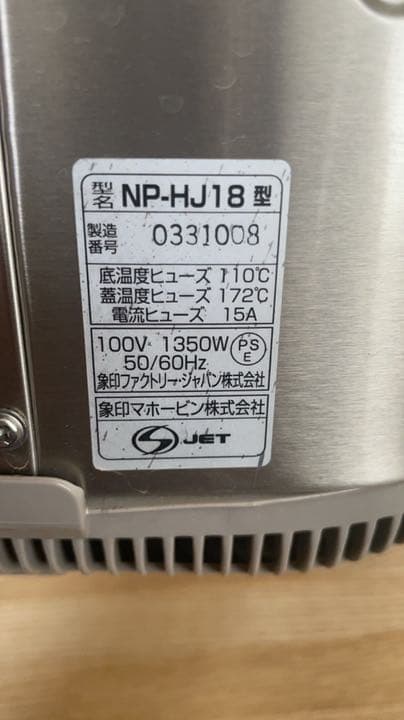 型名 NP-HJ18 型
製造番号 0331008
底温度ヒューズ 110℃
蓋温度ヒューズ 172℃
電流ヒューズ 15A
100V 1350W PSE
50/60Hz
象印ファクトリー・ジャパン株式会社
象印マホービン株式会社
S JET